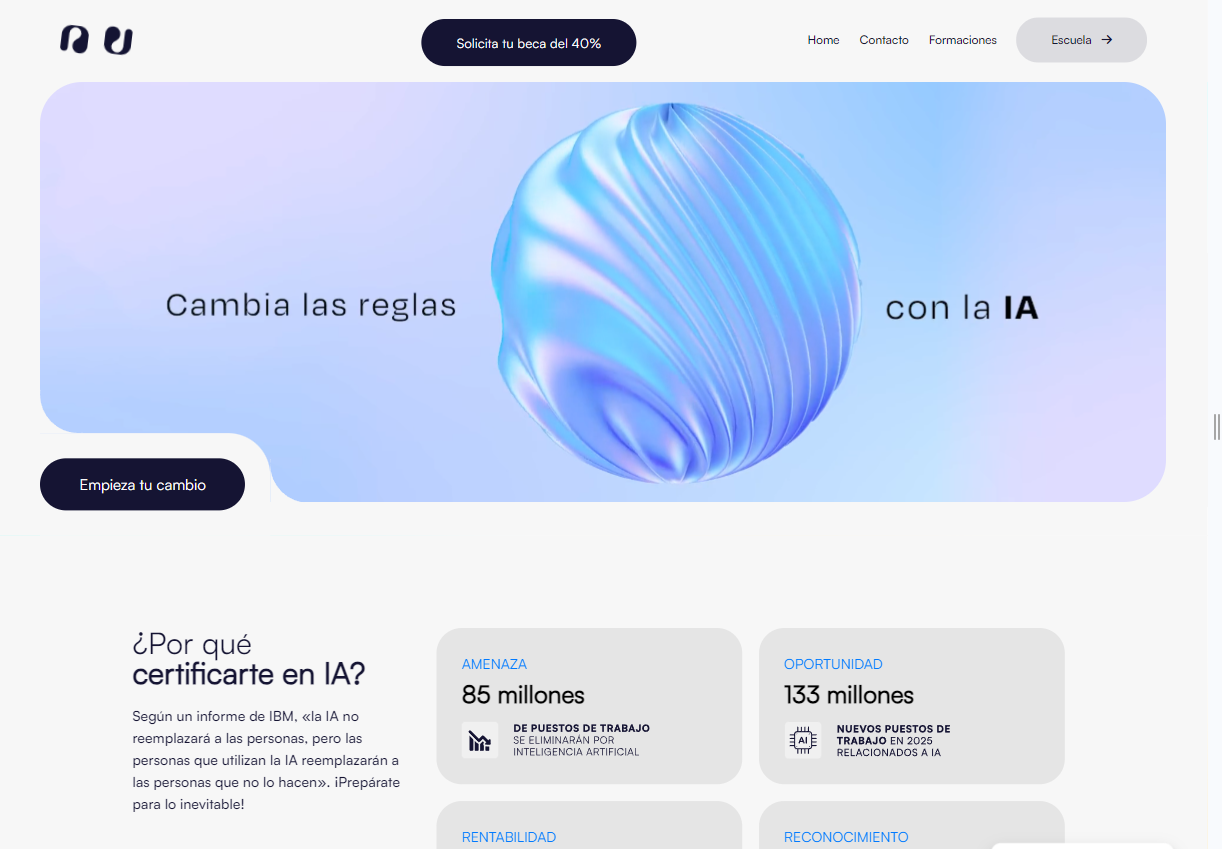 Solicita tu beca del 40%
Home
Contacto
Formaciones
Escuela
Cambia las reglas
con la IA
Empieza tu cambio
¿Por qué
certificarte en IA?
Según un informe de IBM, «la IA no
reemplazará a las personas, pero las
personas que utilizan la IA reemplazarán a
las personas que no lo hacen». ¡Prepárate
para lo inevitable!
AMENAZA
85 millones
DE PUESTOS DE TRABAJO
SE ELIMINARÁN POR
INTELIGENCIA ARTIFICIAL
OPORTUNIDAD
133 millones
AI
NUEVOS PUESTOS DE
TRABAJO EN 2025
RELACIONADOS A IA
RENTABILIDAD
RECONOCIMIENTO